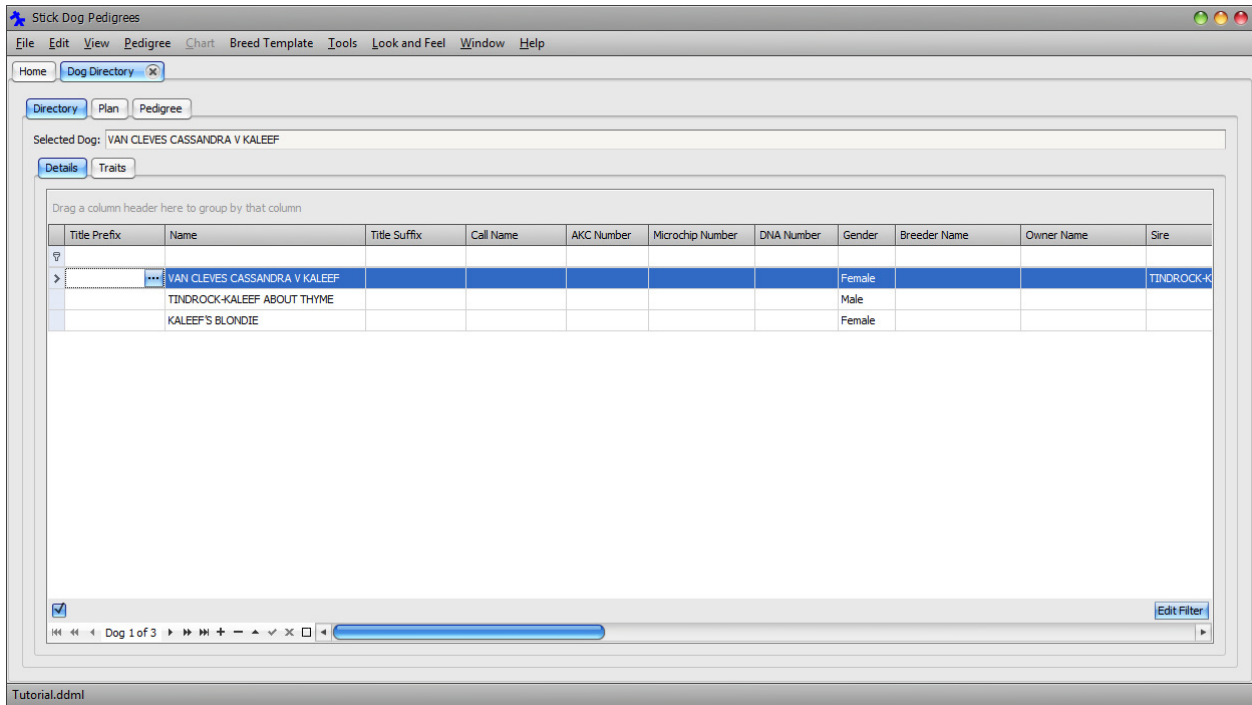 Stick Dog Pedigrees
File Edit View Pedigree Chart Breed Template Tools Look and Feel Window Help
Home Dog Directory
Directory Plan Pedigree
Selected Dog: VAN CLEVES CASSANDRA V KALEEF
Details Traits
Drag a column header here to group by that column
Title Prefix Name Title Suffix Call Name AKC Number Microchip Number DNA Number Gender Breeder Name Owner Name Sire
VAN CLEVES CASSANDRA V KALEEF Female TINDROCK-K
TINDROCK-KALEEF ABOUT THYME Male
KALEEF'S BLONDIE Female
Edit Filter
Dog 1 of 3
Tutorial.ddml